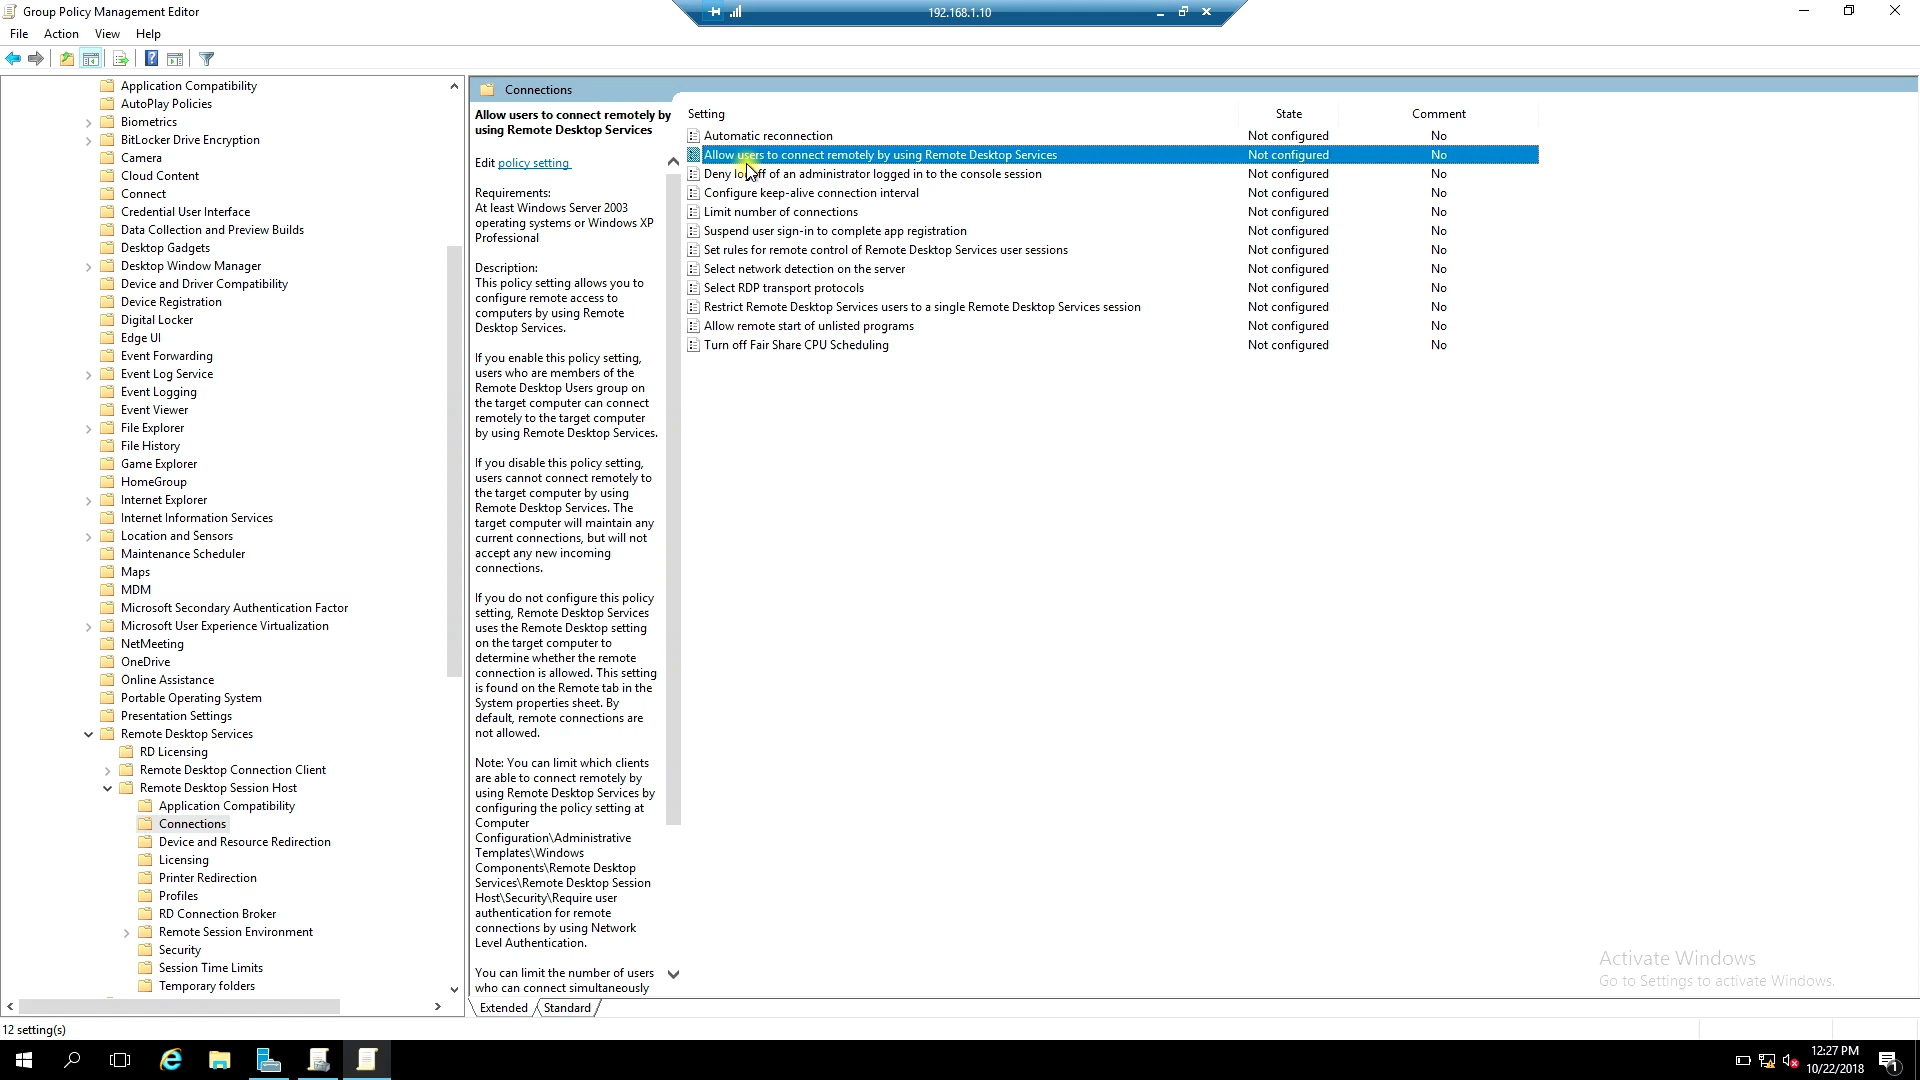 Group Policy Management Editor
192.168.1.10
File Action View Help
Application Compatibility
AutoPlay Policies
Biometrics
BitLocker Drive Encryption
Camera
Cloud Content
Connect
Credential User Interface
Data Collection and Preview Builds
Desktop Gadgets
Desktop Window Manager
Device and Driver Compatibility
Device Registration
Digital Locker
Edge UI
Event Forwarding
Event Log Service
Event Logging
Event Viewer
File Explorer
File History
Game Explorer
HomeGroup
Internet Explorer
Internet Information Services
Location and Sensors
Maintenance Scheduler
Maps
MDM
Microsoft Secondary Authentication Factor
Microsoft User Experience Virtualization
NetMeeting
OneDrive
Online Assistance
Portable Operating System
Presentation Settings
Remote Desktop Services
RD Licensing
Remote Desktop Connection Client
Remote Desktop Session Host
Application Compatibility
Connections
Device and Resource Redirection
Licensing
Printer Redirection
Profiles
RD Connection Broker
Remote Session Environment
Security
Session Time Limits
Temporary folders
Connections
Allow users to connect remotely by
using Remote Desktop Services
Edit policy setting
Requirements:
At least Windows Server 2003
operating systems or Windows XP
Professional
Description:
This policy setting allows you to
configure remote access to
computers by using Remote
Desktop Services.
If you enable this policy setting,
users who are members of the
Remote Desktop Users group on
the target computer can connect
remotely to the target computer
by using Remote Desktop Services.
If you disable this policy setting,
users cannot connect remotely to
the target computer by using
Remote Desktop Services. The
target computer will maintain any
current connections, but will not
accept any new incoming
connections.
If you do not configure this policy
setting, Remote Desktop Services
uses the Remote Desktop setting
on the target computer to
determine whether the remote
connection is allowed. This setting
is found on the Remote tab in the
System properties sheet. By
default, remote connections are
not allowed.
Note: You can limit which clients
are able to connect remotely by
using Remote Desktop Services by
configuring the policy setting at
Computer
Configuration\Administrative
Templates\Windows
Components\Remote Desktop
Services\Remote Desktop Session
Host\Security\Require user
authentication for remote
connections by using Network
Level Authentication.
You can limit the number of users
who can connect simultaneously
Setting State Comment
Automatic reconnection Not configured No
Allow users to connect remotely by using Remote Desktop Services Not configured No
Deny logoff of an administrator logged in to the console session Not configured No
Configure keep-alive connection interval Not configured No
Limit number of connections Not configured No
Suspend user sign-in to complete app registration Not configured No
Set rules for remote control of Remote Desktop Services user sessions Not configured No
Select network detection on the server Not configured No
Select RDP transport protocols Not configured No
Restrict Remote Desktop Services users to a single Remote Desktop Services session Not configured No
Allow remote start of unlisted programs Not configured No
Turn off Fair Share CPU Scheduling Not configured No
Activate Windows
Go to Settings to activate Windows.
Extended Standard
12 setting(s)
12:27 PM
10/22/2018
1